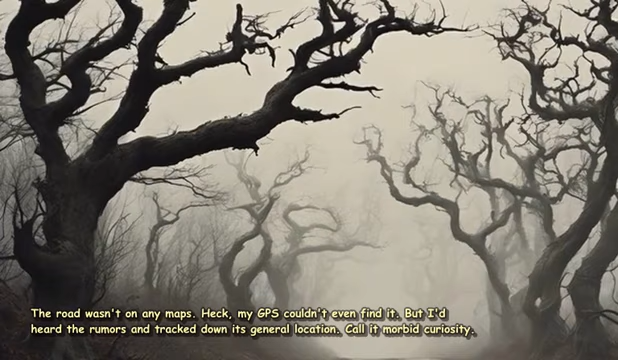 The road wasn't on any maps. Heck, my GPS couldn't even find it. But I'd
heard the rumors and tracked down its general location. Call it morbid curiosity.